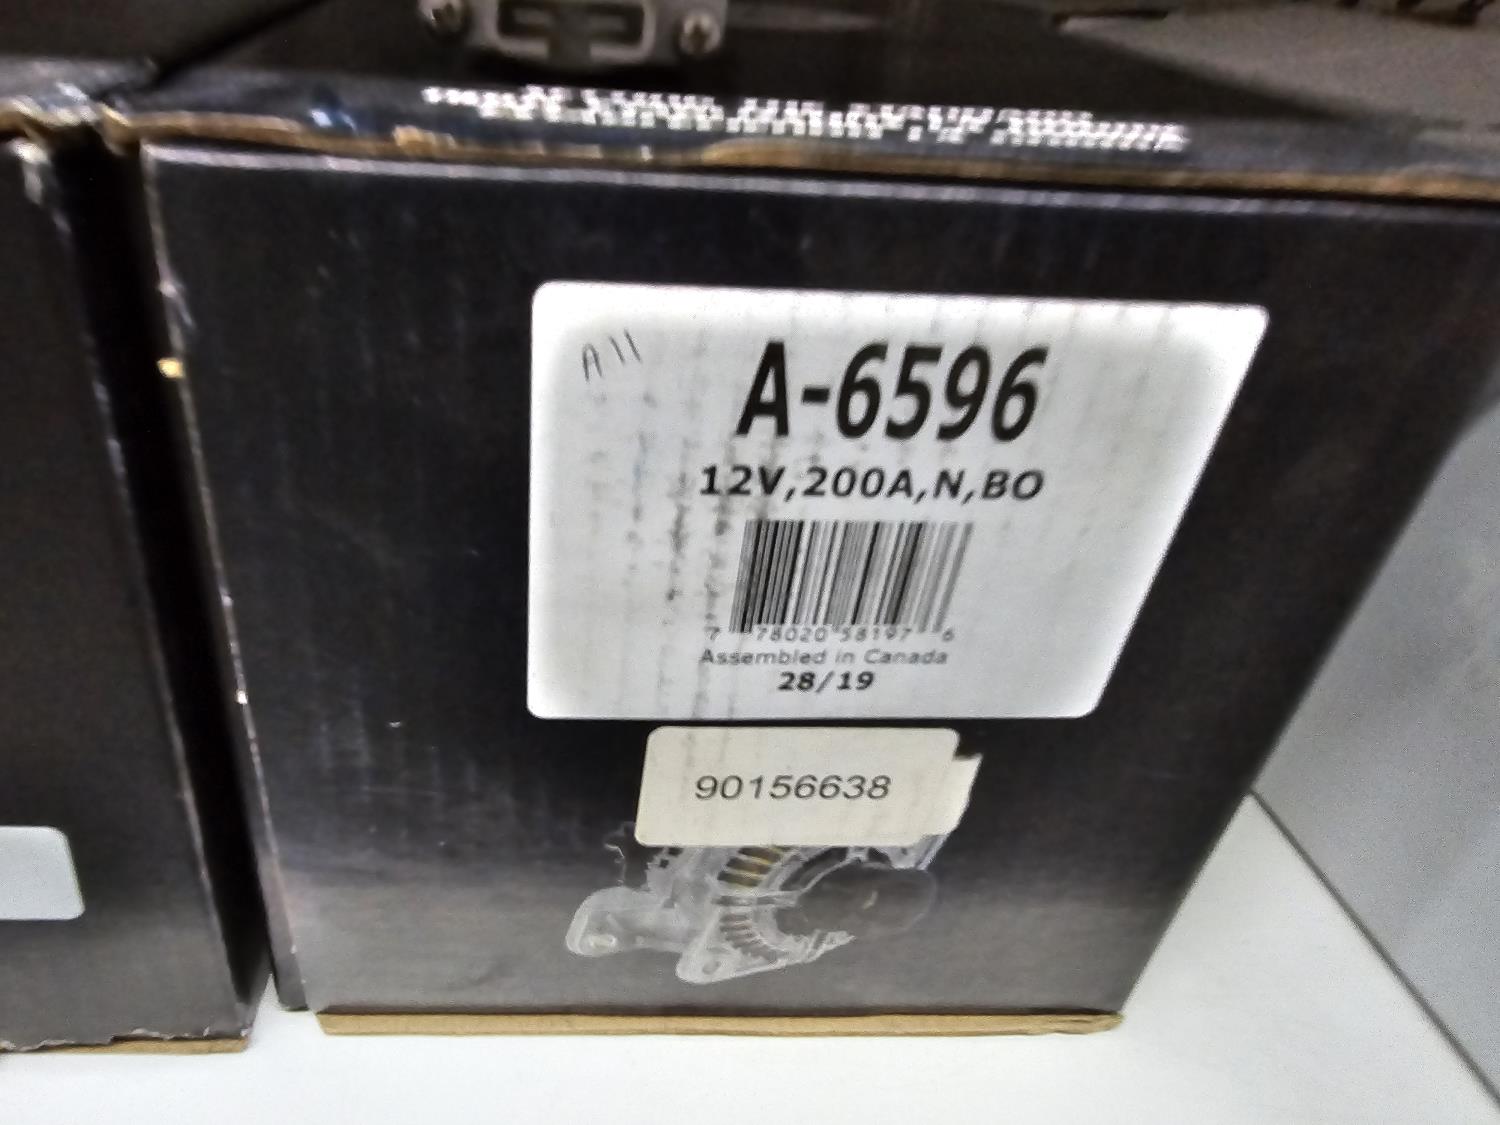 A11
A-6596
12V,200A,N,BO
7 78020 58197 6
Assembled in Canada
28/19
90156638